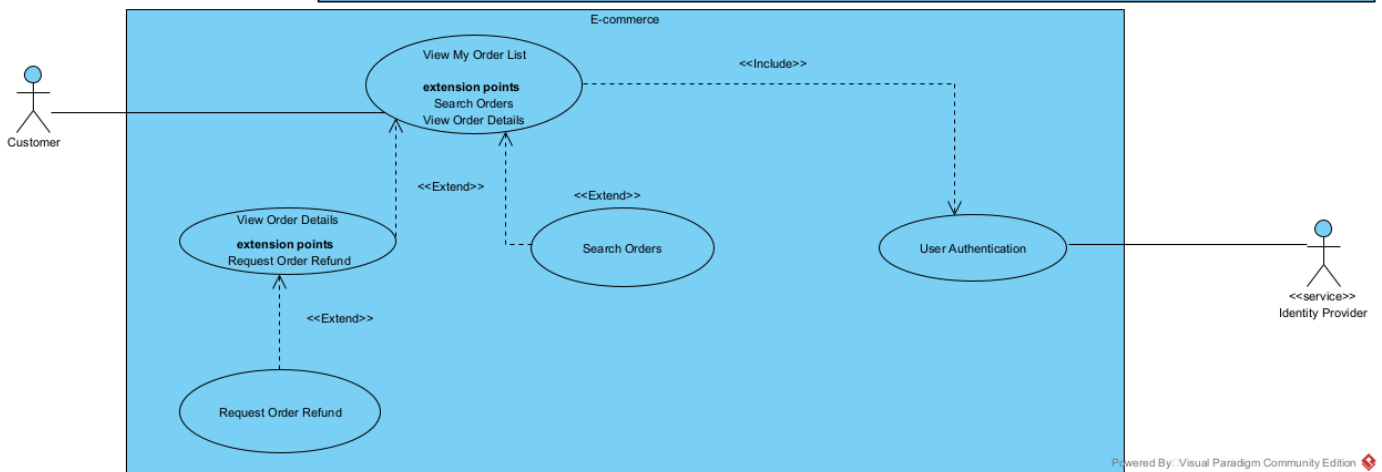 E-commerce
View My Order List
extension points
Search Orders
View Order Details
<<Include>>
Customer
<<Extend>>
<<Extend>>
View Order Details
extension points
Request Order Refund
Search Orders
User Authentication
<<service>>
Identity Provider
<<Extend>>
Request Order Refund
Powered By Visual Paradigm Community Edition